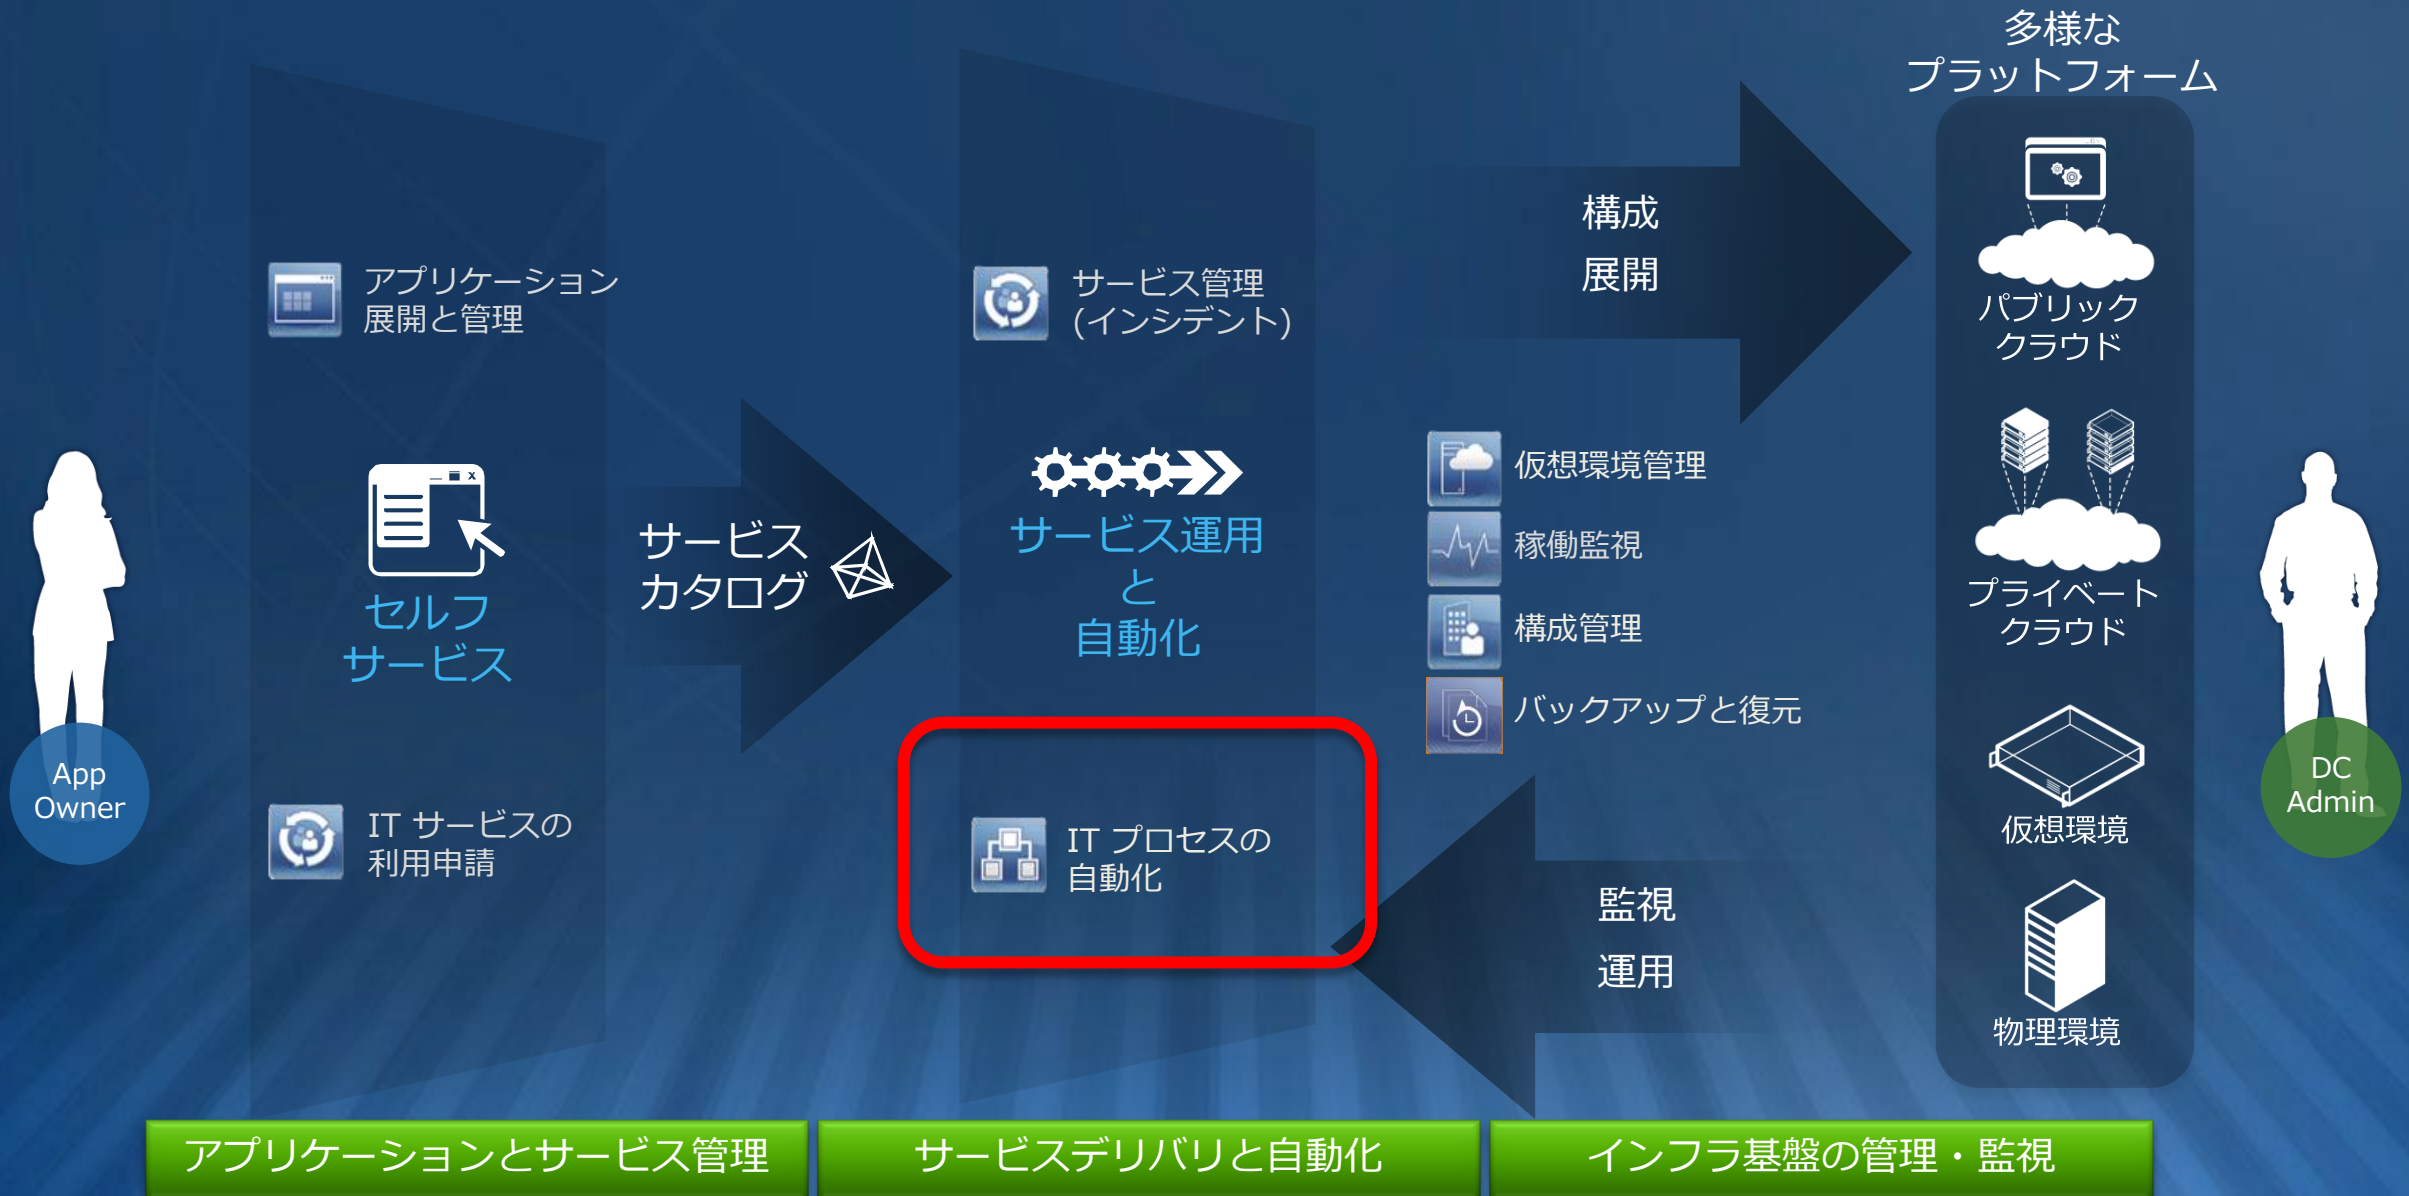 多様な
プラットフォーム
アプリケーション
展開と管理
セルフ
サービス
IT サービスの
利用申請
App
Owner
サービス
カタログ
サービス管理
(インシデント)
サービス運用
と
自動化
IT プロセスの
自動化
構成
展開
仮想環境管理
稼働監視
構成管理
バックアップと復元
監視
運用
パブリック
クラウド
プライベート
クラウド
仮想環境
物理環境
DC
Admin
アプリケーションとサービス管理
サービスデリバリと自動化
インフラ基盤の管理・監視